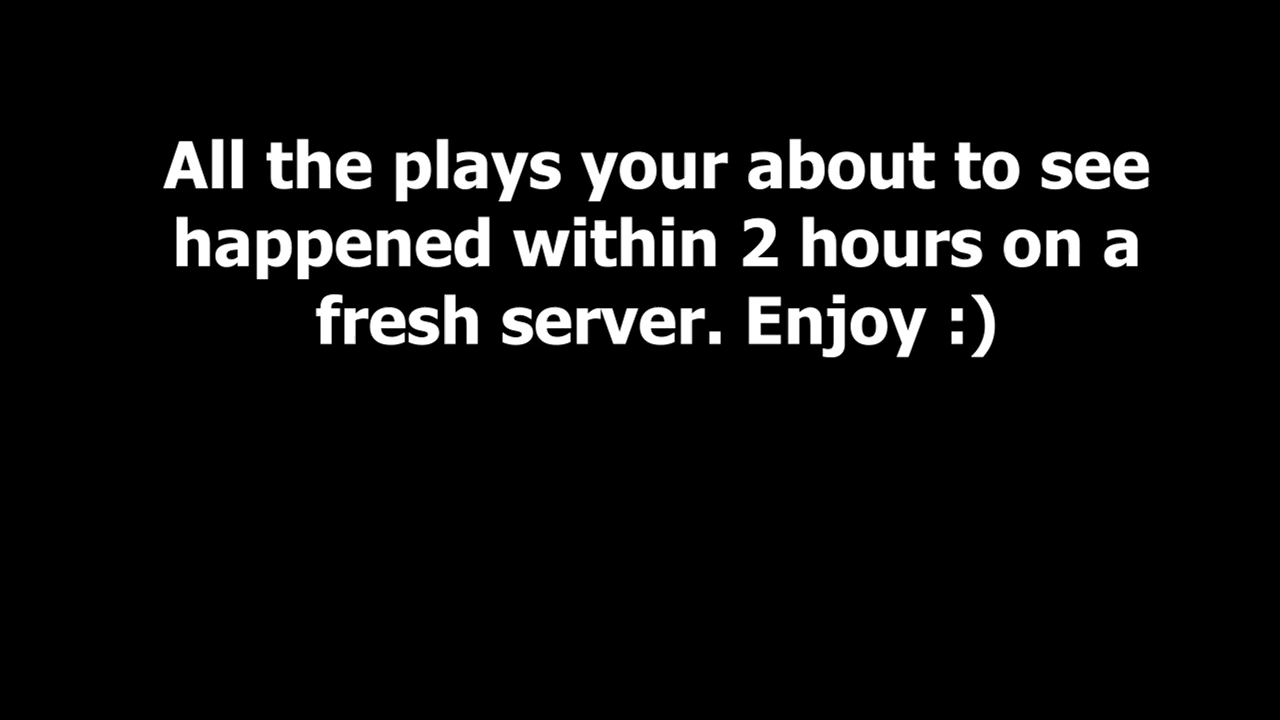 All the plays your about to see
happened within 2 hours on a
fresh server. Enjoy :)